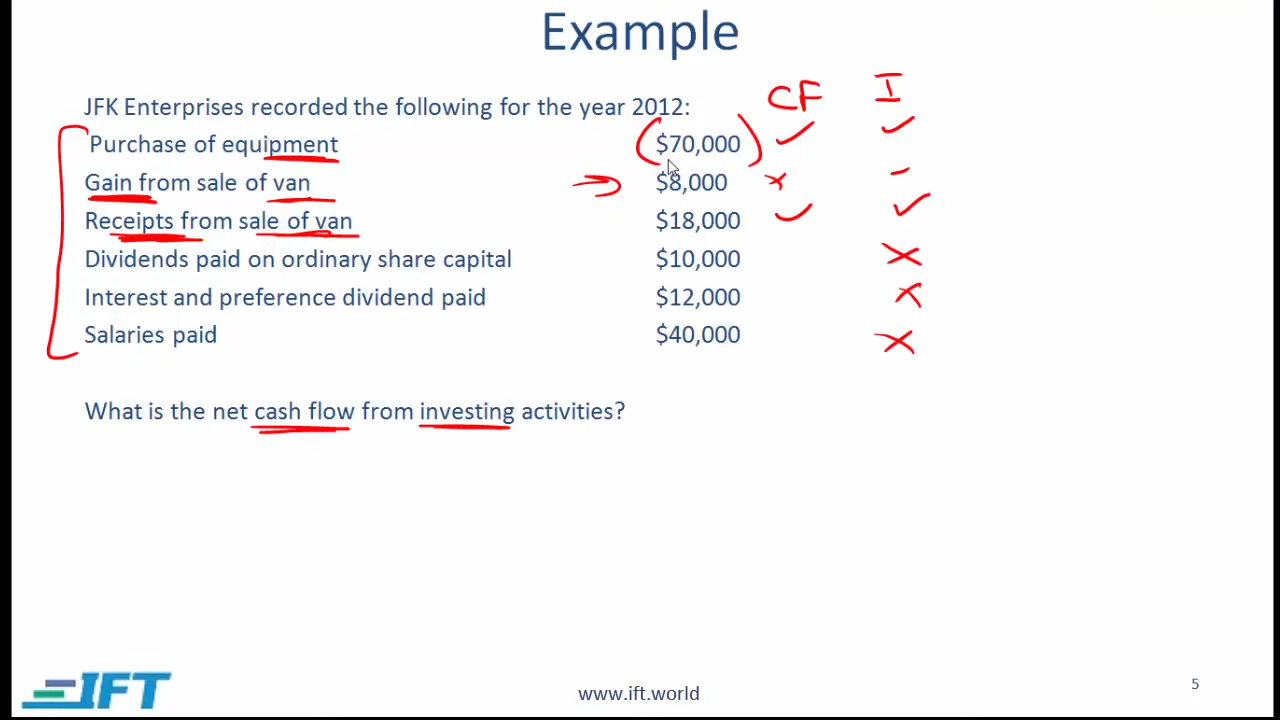 Example
CF I
JFK Enterprises recorded the following for the year 2012:
Purchase of equipment ($70,000) ✓ ✓
Gain from sale of van → $8,000 x -
Receipts from sale of van $18,000 ✓ ✓
Dividends paid on ordinary share capital $10,000 x
Interest and preference dividend paid $12,000 x
Salaries paid $40,000 x
What is the net cash flow from investing activities?
IFT
www.ift.world
5